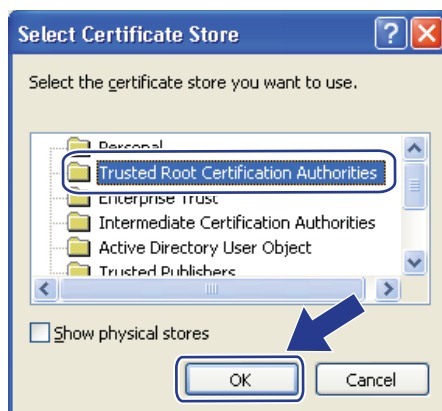 Select Certificate Store
Select the certificate store you want to use.
Personal
Trusted Root Certification Authorities
Enterprise Trust
Intermediate Certification Authorities
Active Directory User Object
Trusted Publishers
Show physical stores
OK Cancel